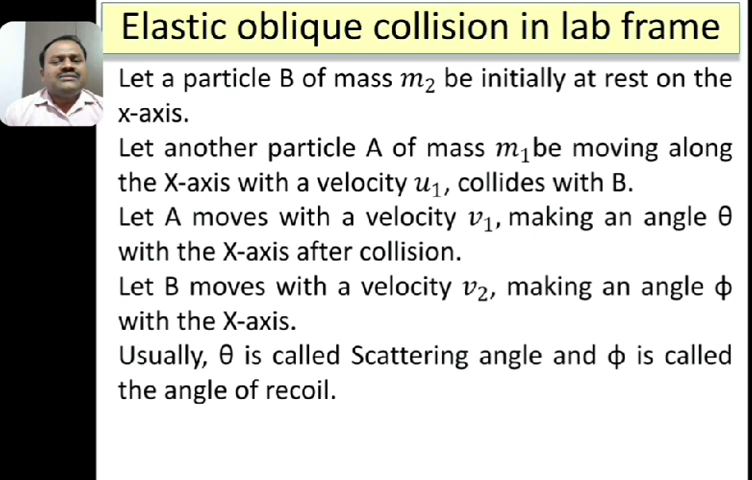 Elastic oblique collision in lab frame
Let a particle B of mass m₂ be initially at rest on the
x-axis.
Let another particle A of mass m₁be moving along
the X-axis with a velocity u₁, collides with B.
Let A moves with a velocity v₁, making an angle θ
with the X-axis after collision.
Let B moves with a velocity v₂, making an angle ϕ
with the X-axis.
Usually, θ is called Scattering angle and ϕ is called
the angle of recoil.